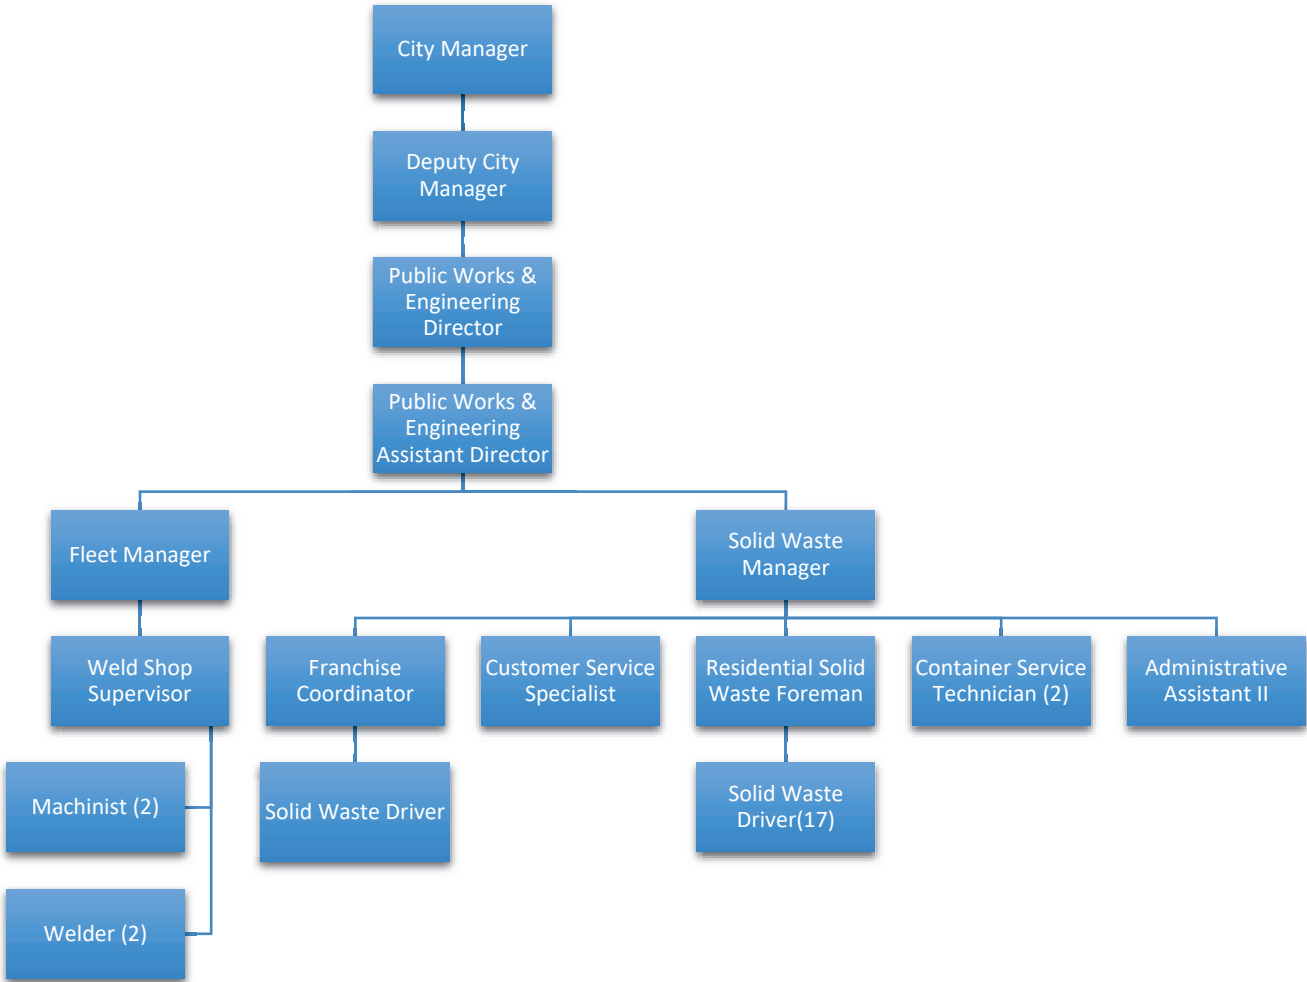 City Manager
Deputy City
Manager
Public Works &
Engineering
Director
Public Works &
Engineering
Assistant Director
Fleet Manager
Solid Waste
Manager
Weld Shop
Supervisor
Franchise
Coordinator
Customer Service
Specialist
Residential Solid
Waste Foreman
Container Service
Technician (2)
Administrative
Assistant II
Machinist (2)
Solid Waste Driver
Solid Waste
Driver(17)
Welder (2)